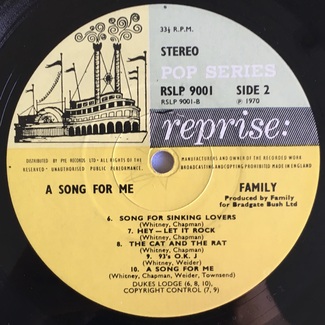 33⅓ R.P.M.
STEREO
POP SERIES
RSLP 9001 SIDE 2
RSLP 9001-B ℗ 1970
reprise:
DISTRIBUTED BY PYE RECORDS LTD · ALL RIGHTS OF THE MANUFACTURERS AND OWNER OF THE RECORDED WORK
RESERVED · UNAUTHORISED PUBLIC PERFORMANCE, BROADCASTING AND COPYING PROHIBITED MADE IN ENGLAND
A SONG FOR ME FAMILY
Produced by Family
for Bradgate Bush Ltd
6. SONG FOR SINKING LOVERS
(Whitney, Chapman)
7. HEY—LET IT ROCK
(Whitney, Chapman)
8. THE CAT AND THE RAT
(Whitney, Chapman)
9. 93's O.K. J
(Whitney, Weider)
10. A SONG FOR ME
(Whitney, Chapman, Weider, Townsend)
DUKES LODGE (6, 8, 10),
COPYRIGHT CONTROL (7, 9)